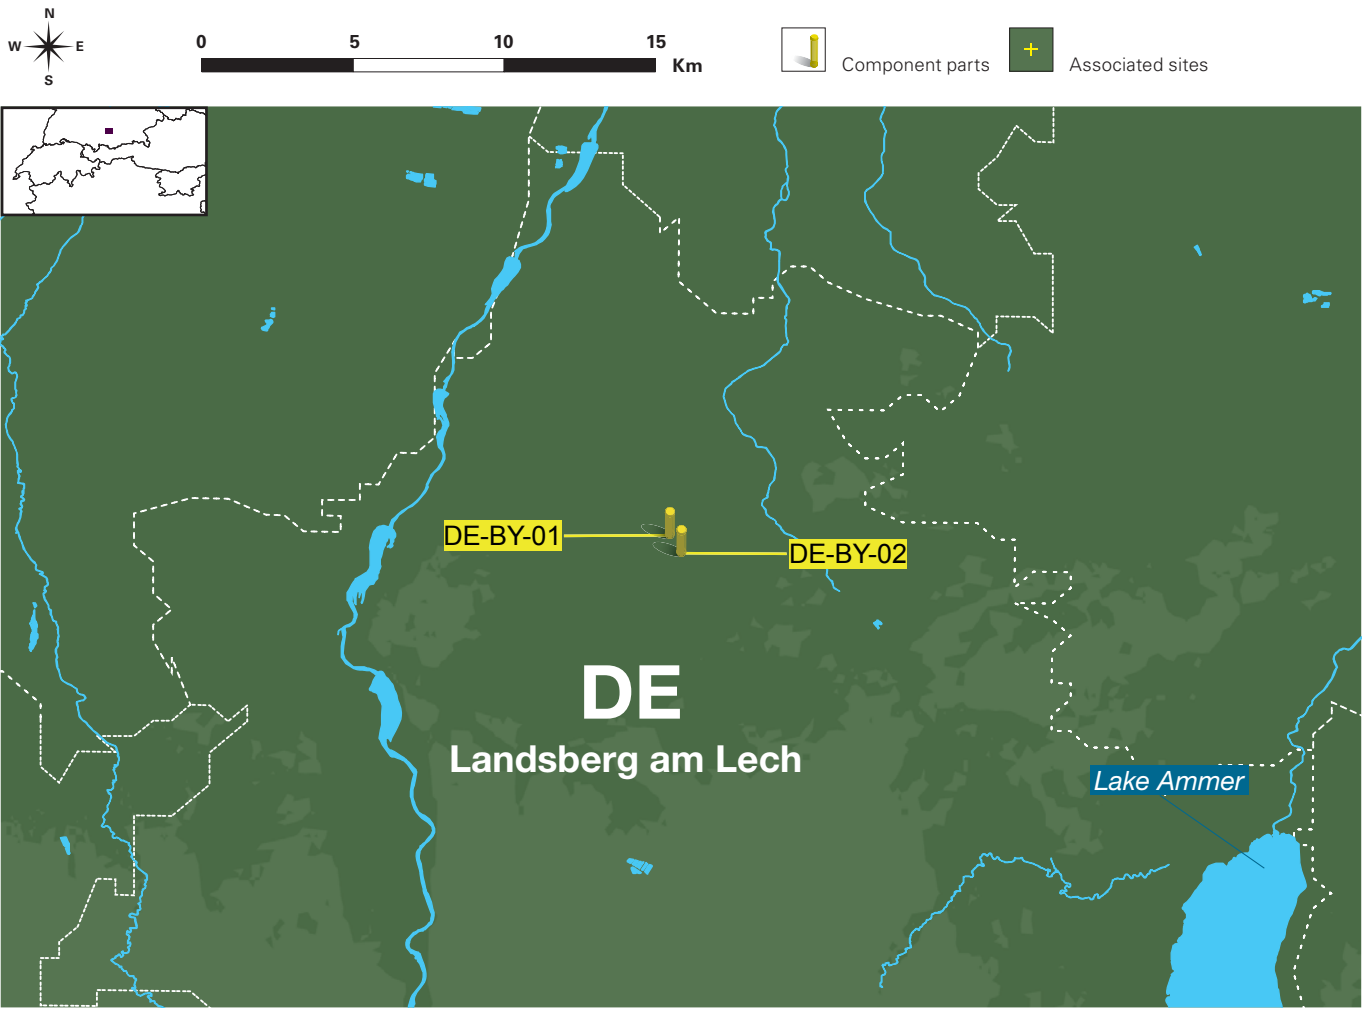 N
W E
S
0 5 10 15
Km
Component parts
Associated sites
DE-BY-01
DE-BY-02
DE
Landsberg am Lech
Lake Ammer